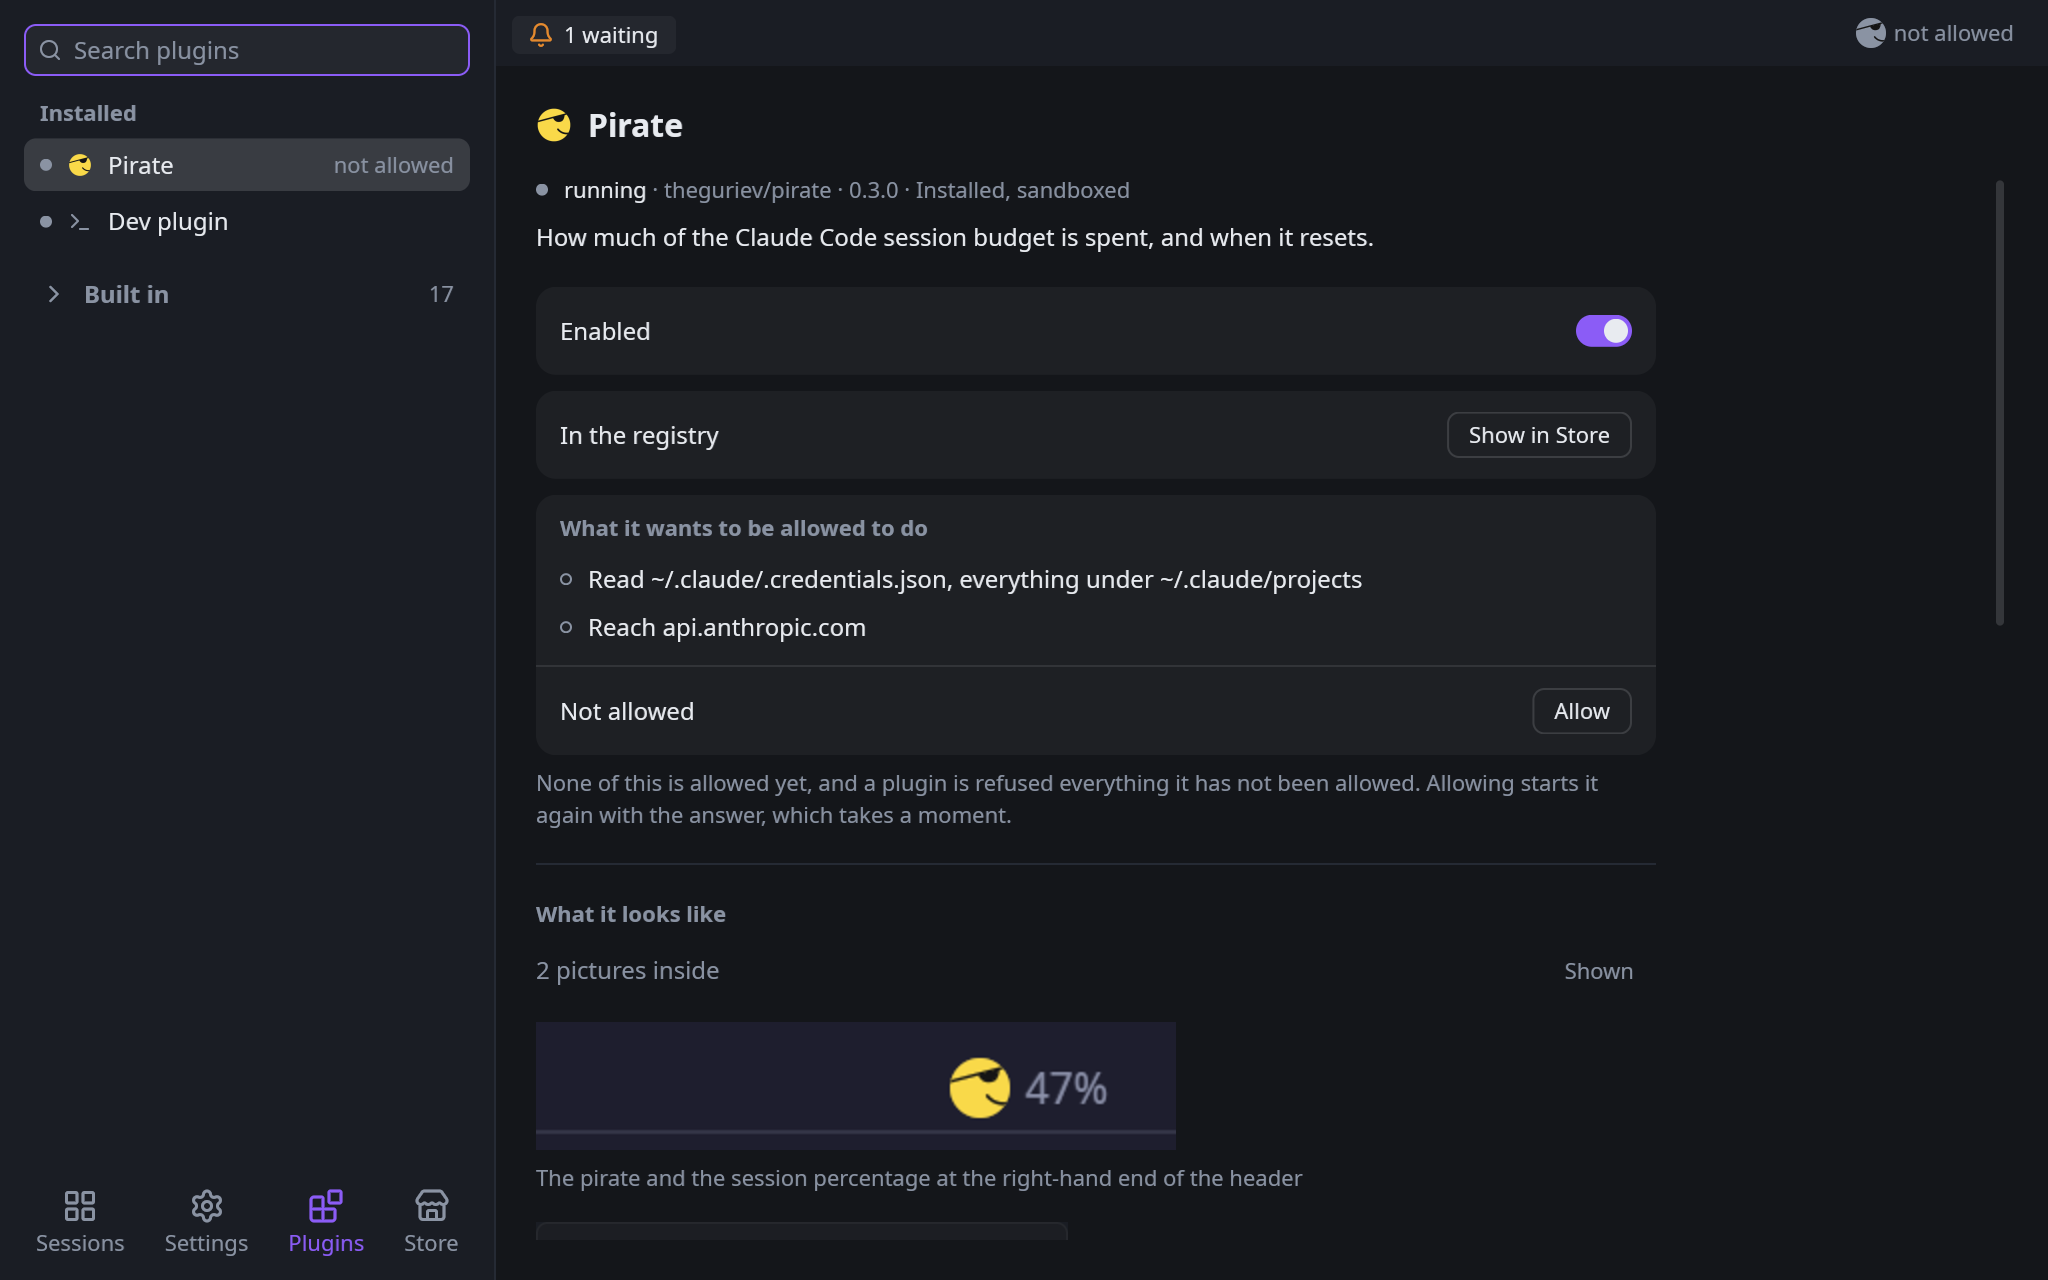 Search plugins
Installed
Pirate not allowed
Dev plugin
Built in 17
Sessions Settings Plugins Store
1 waiting
not allowed
Pirate
running · theguriev/pirate · 0.3.0 · Installed, sandboxed
How much of the Claude Code session budget is spent, and when it resets.
Enabled
In the registry Show in Store
What it wants to be allowed to do
Read ~/.claude/.credentials.json, everything under ~/.claude/projects
Reach api.anthropic.com
Not allowed Allow
None of this is allowed yet, and a plugin is refused everything it has not been allowed. Allowing starts it
again with the answer, which takes a moment.
What it looks like
2 pictures inside Shown
47%
The pirate and the session percentage at the right-hand end of the header